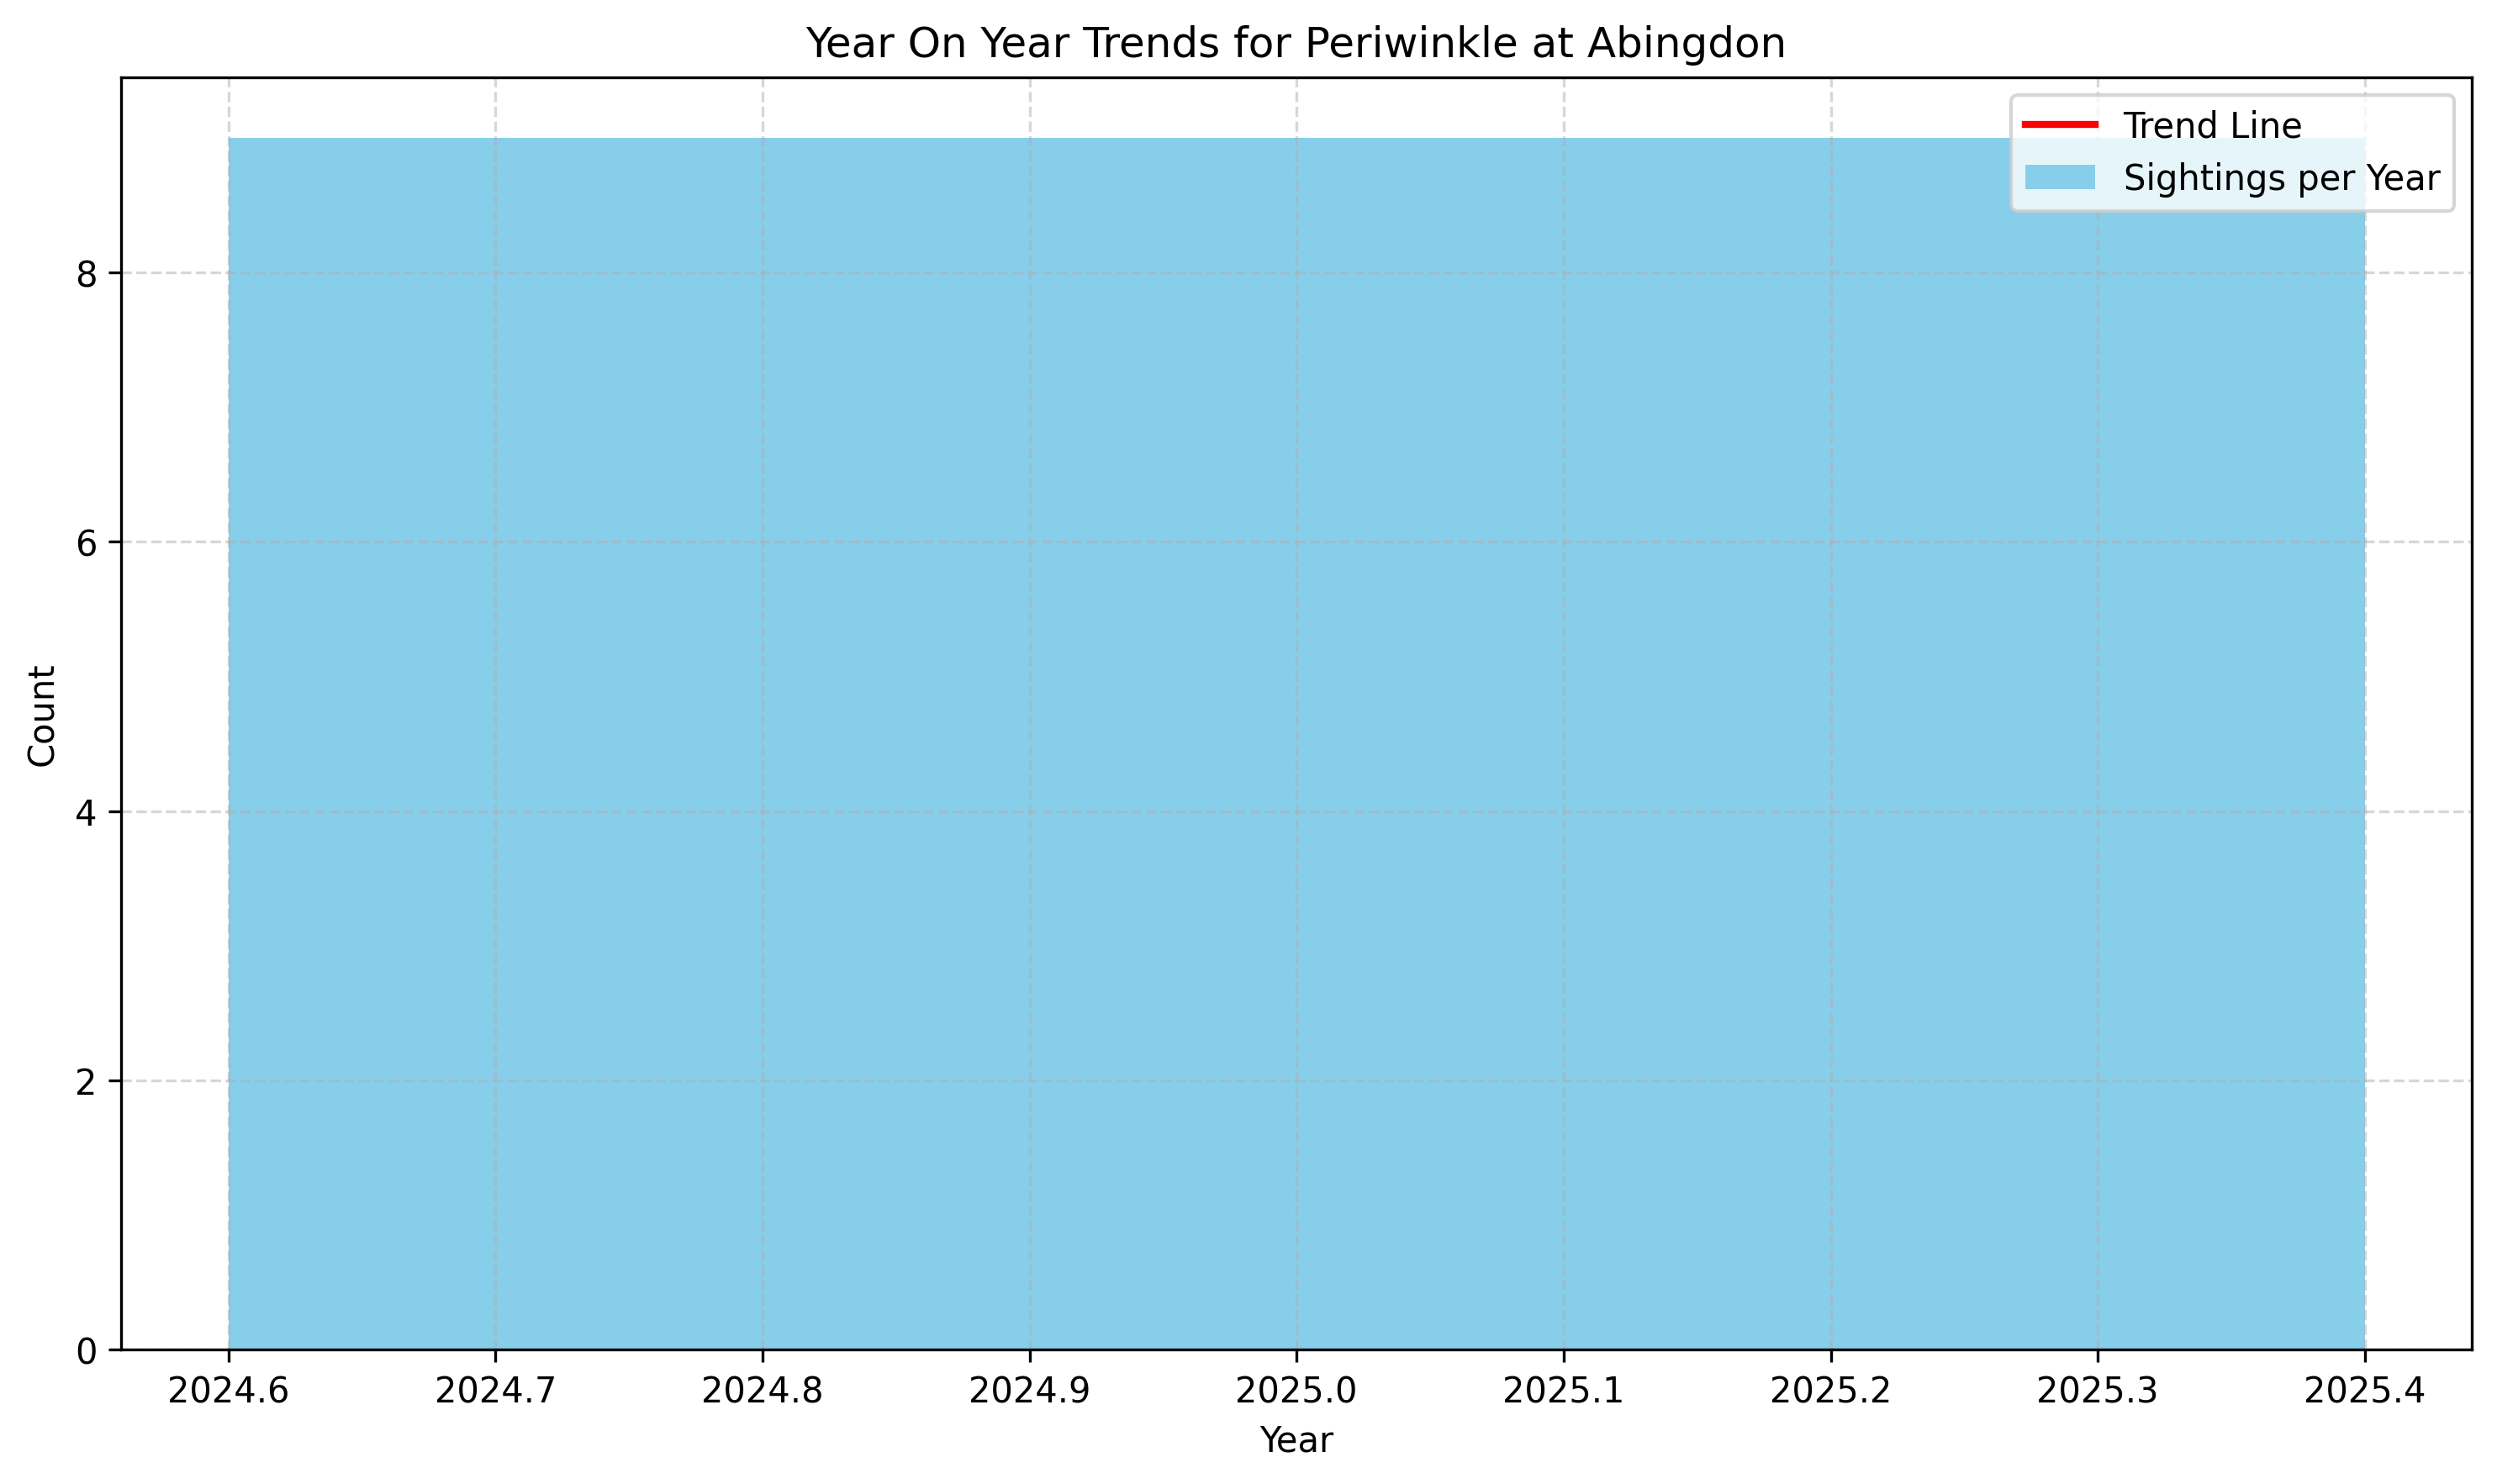 Year On Year Trends for Periwinkle at Abingdon
Trend Line
Sightings per Year
Count
8
6
4
2
0
2024.6 2024.7 2024.8 2024.9 2025.0 2025.1 2025.2 2025.3 2025.4
Year